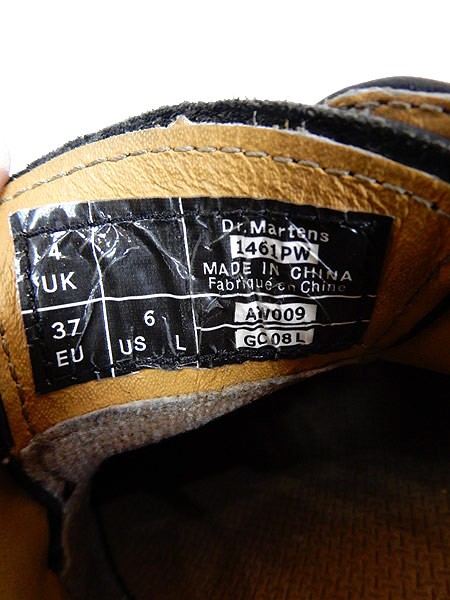 4
UK
37
EU
6
US L
Dr. Martens
1461PW
MADE IN CHINA
Fabriqué en Chine
AW009
GC08L